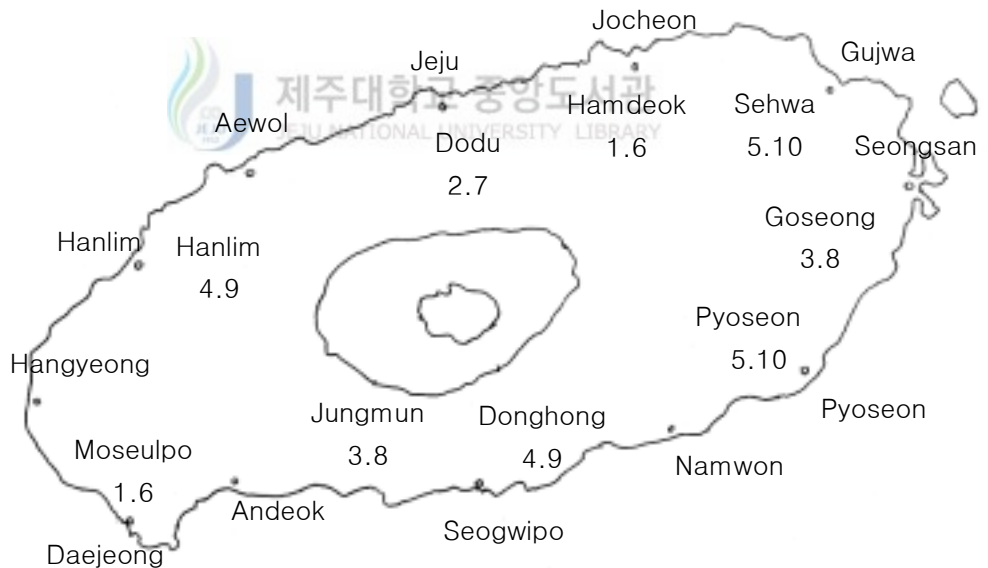 Jocheon
Jeju
Gujwa
제주대학교 중앙도서관
JEJU NATIONAL UNIVERSITY LIBRARY
Hamdeok
1.6
Sehwa
5.10
Aewol
Dodu
2.7
Seongsan
Goseong
3.8
Hanlim
Hanlim
4.9
Pyoseon
5.10
Hangyeong
Jungmun
3.8
Donghong
4.9
Pyoseon
Moseulpo
1.6
Namwon
Andeok
Seogwipo
Daejeong